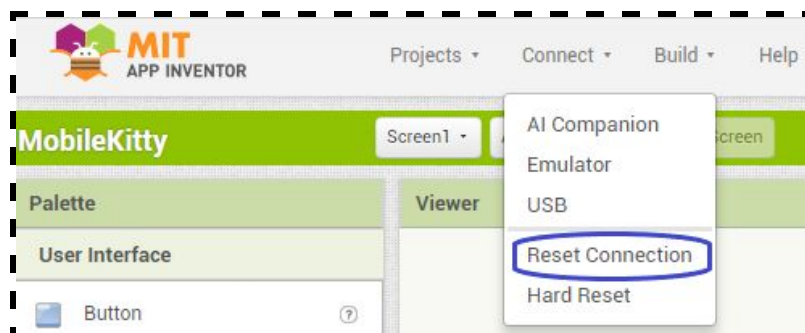 MIT
APP INVENTOR
Projects
Connect
Build
Help
MobileKitty
Screen1
Screen
AI Companion
Emulator
USB
Reset Connection
Hard Reset
Palette
Viewer
User Interface
Button
?